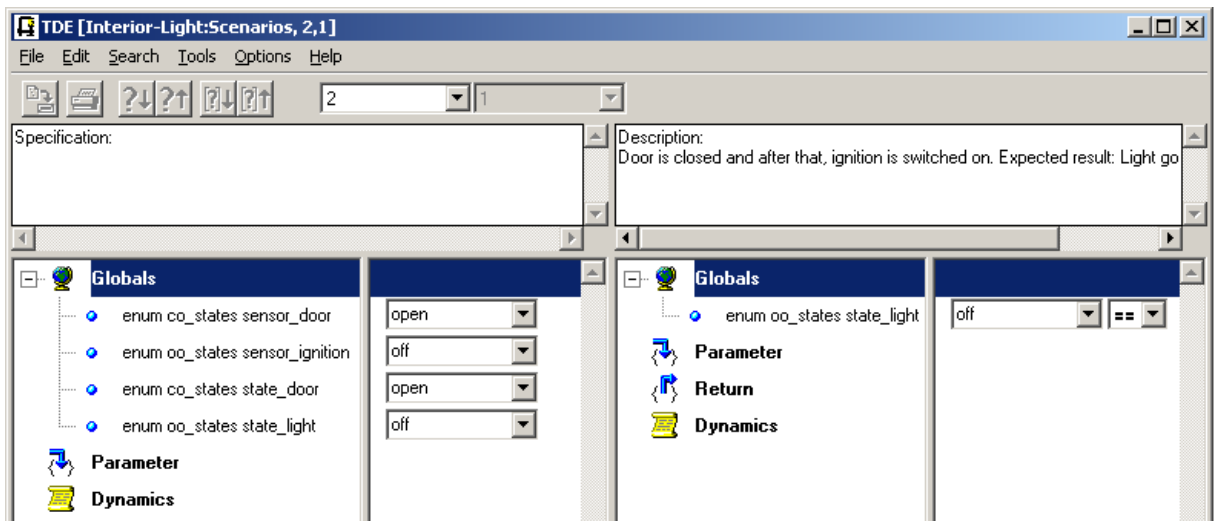 TDE [Interior-Light:Scenarios, 2,1]
File Edit Search Tools Options Help
2 1
Specification:
Description:
Door is closed and after that, ignition is switched on. Expected result: Light go
Globals
enum co_states sensor_door open
enum oo_states sensor_ignition off
enum co_states state_door open
enum oo_states state_light off
Parameter
Dynamics
Globals
enum oo_states state_light off ==
Parameter
Return
Dynamics